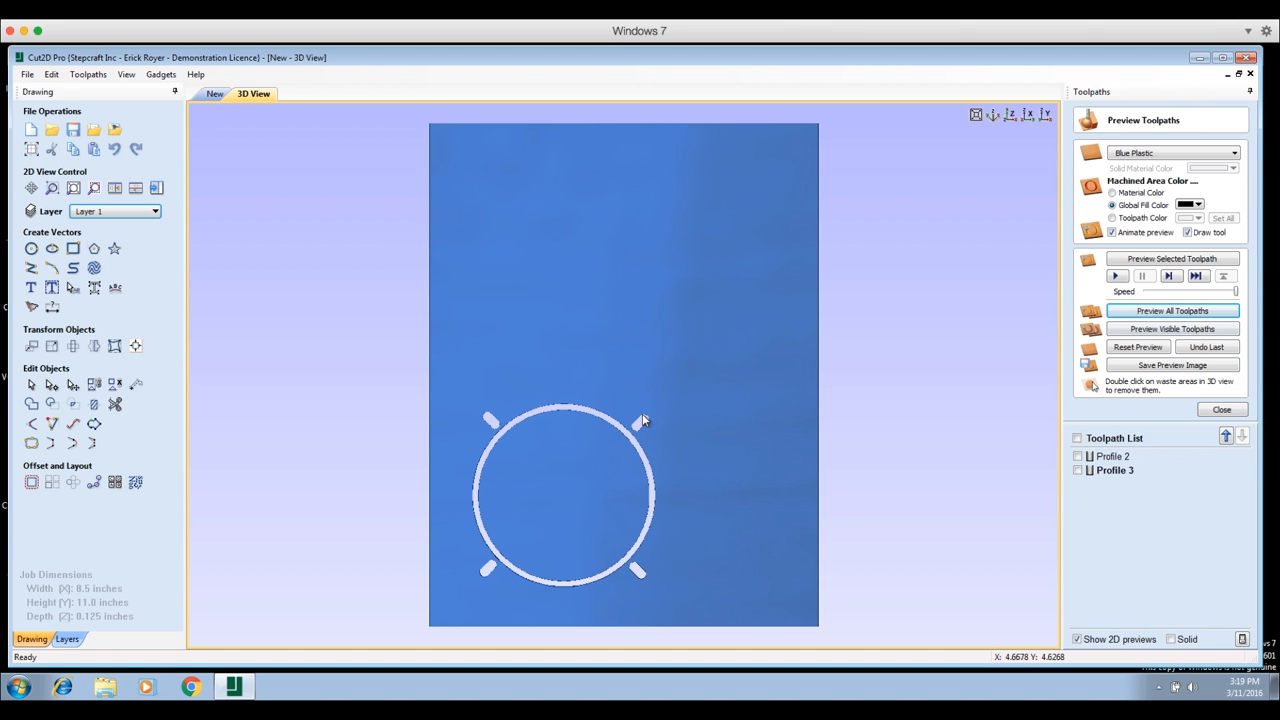 Windows 7
Cut2D Pro {Stepcraft Inc - Erick Royer - Demonstration Licence} - [New - 3D View]
File Edit Toolpaths View Gadgets Help
Drawing
File Operations
2D View Control
Layer Layer 1
Create Vectors
Transform Objects
Edit Objects
Offset and Layout
Job Dimensions
Width (X): 8.5 inches
Height (Y): 11.0 inches
Depth (Z): 0.125 inches
Drawing Layers
Ready
New 3D View
Z X Y
Toolpaths
Preview Toolpaths
Blue Plastic
Solid Material Color
Machined Area Color ....
Material Color
Global Fill Color
Toolpath Color Set All
Animate preview Draw tool
Preview Selected Toolpath
Speed
Preview All Toolpaths
Preview Visible Toolpaths
Reset Preview Undo Last
Save Preview Image
Double click on waste areas in 3D view
to remove them.
Close
Toolpath List
Profile 2
Profile 3
Show 2D previews Solid
X: 4.6678 Y: 4.6268
3:19 PM
3/11/2016